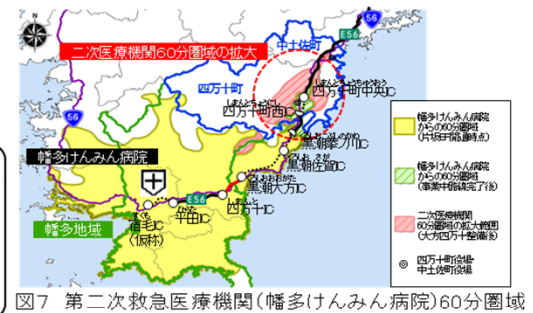 56
E56
二次医療機関60分圏域の拡大
中土佐町
四万十町
四万十町中央IC
四万十町西IC
56
幡多けんみん病院
黒潮拳ノ川IC
黒潮佐賀IC
黒潮大方IC
四万十IC
E56
平田IC
宿毛IC
(仮称)
幡多地域
幡多けんみん病院
からの60分圏域
幡多けんみん病院
からの60分圏域
二次医療機関
60分圏域の拡大範囲
(大方四万十整備後)
四万十町役場・
中土佐町役場
図7 第二次救急医療機関(幡多けんみん病院)60分圏域